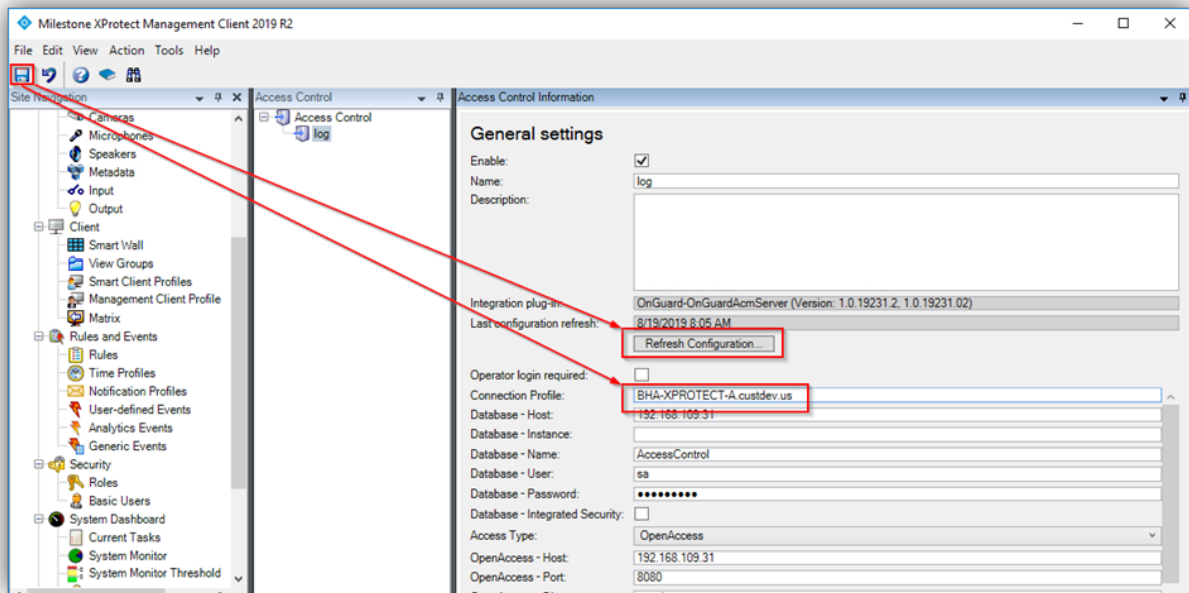 Milestone XProtect Management Client 2019 R2
File Edit View Action Tools Help
Site Navigation
Access Control
Access Control Information
Cameras
Microphones
Speakers
Metadata
Input
Output
Client
Smart Wall
View Groups
Smart Client Profiles
Management Client Profile
Matrix
Rules and Events
Rules
Time Profiles
Notification Profiles
User-defined Events
Analytics Events
Generic Events
Security
Roles
Basic Users
System Dashboard
Current Tasks
System Monitor
System Monitor Threshold
Access Control
log
General settings
Enable:
Name: log
Description:
Integration plug-in: OnGuard-OnGuardAcmServer (Version: 1.0.19231.2, 1.0.19231.02)
Last configuration refresh: 8/19/2019 8:05 AM
Refresh Configuration...
Operator login required:
Connection Profile: BHA-XPROTECT-A.custdev.us
Database - Host: 192.168.109.31
Database - Instance:
Database - Name: AccessControl
Database - User: sa
Database - Password: ●●●●●●●●●
Database - Integrated Security:
Access Type: OpenAccess
OpenAccess - Host: 192.168.109.31
OpenAccess - Port: 8080